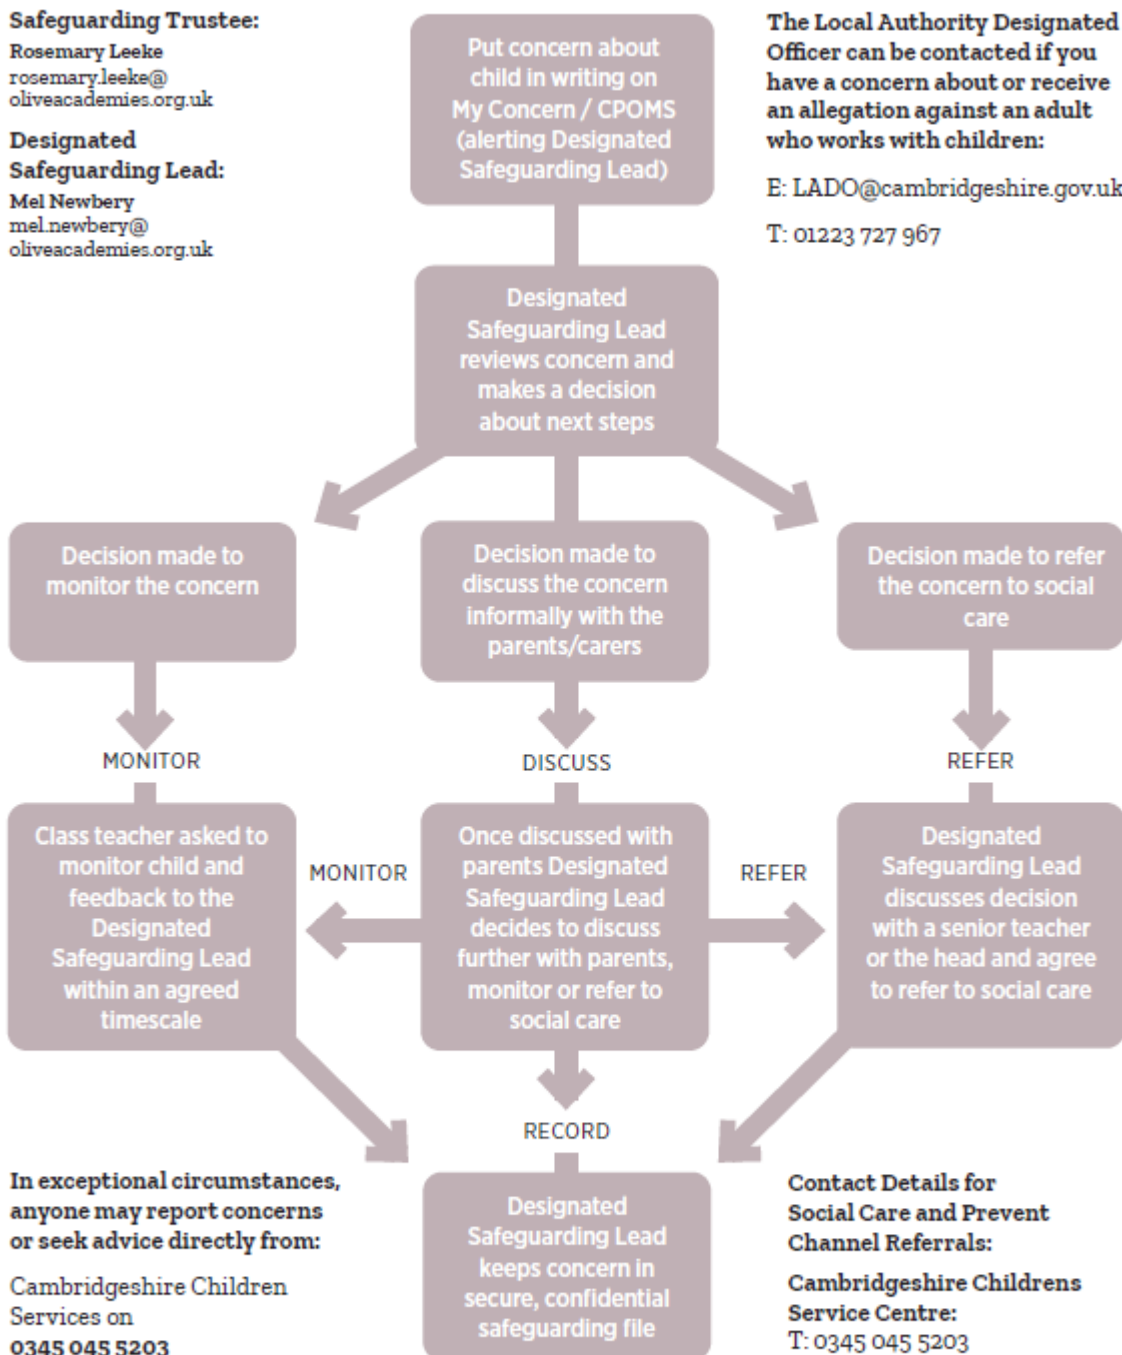 Safeguarding Trustee:
Rosemary Leeke
rosemary.leeke@
oliveacademies.org.uk
Designated
Safeguarding Lead:
Mel Newbery
mel.newbery@
oliveacademies.org.uk
Put concern about
child in writing on
My Concern / CPOMS
(alerting Designated
Safeguarding Lead)
The Local Authority Designated
Officer can be contacted if you
have a concern about or receive
an allegation against an adult
who works with children:
E: LADO@cambridgeshire.gov.uk
T: 01223 727 967
Designated
Safeguarding Lead
reviews concern and
makes a decision
about next steps
Decision made to
monitor the concern
Decision made to
discuss the concern
informally with the
parents/carers
Decision made to refer
the concern to social
care
MONITOR
DISCUSS
REFER
Class teacher asked to
monitor child and
feedback to the
Designated
Safeguarding Lead
within an agreed
timescale
MONITOR
Once discussed with
parents Designated
Safeguarding Lead
decides to discuss
further with parents,
monitor or refer to
social care
REFER
Designated
Safeguarding Lead
discusses decision
with a senior teacher
or the head and agree
to refer to social care
RECORD
In exceptional circumstances,
anyone may report concerns
or seek advice directly from:
Cambridgeshire Children
Services on
0345 045 5203
Designated
Safeguarding Lead
keeps concern in
secure, confidential
safeguarding file
Contact Details for
Social Care and Prevent
Channel Referrals:
Cambridgeshire Childrens
Service Centre:
T: 0345 045 5203